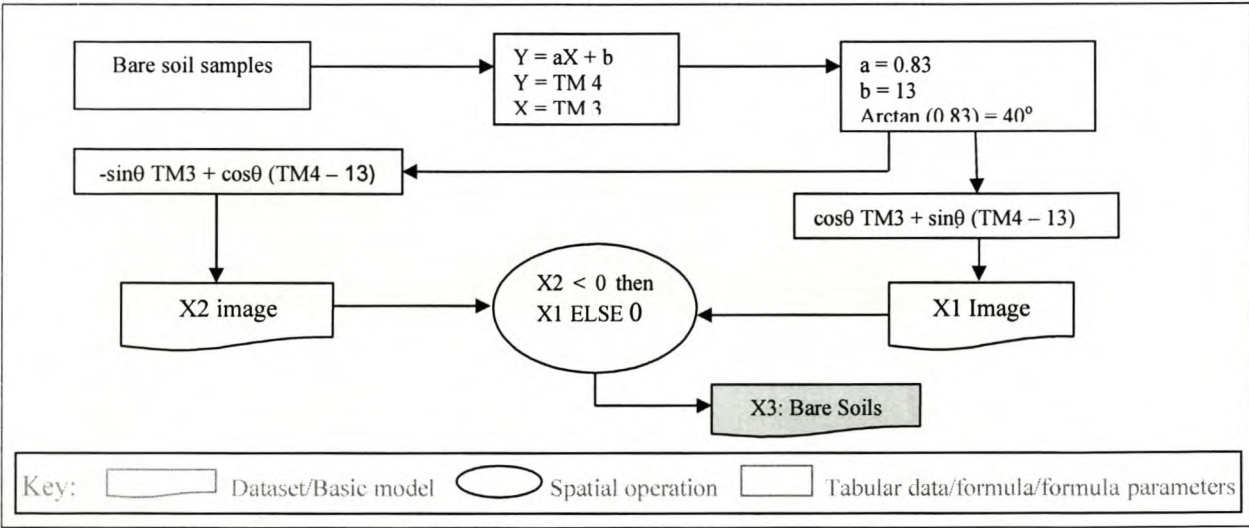 Bare soil samples
Y = aX + b
Y = TM 4
X = TM 3
a = 0.83
b = 13
Arctan (0.83) = 40°
-sinθ TM3 + cosθ (TM4 – 13)
cosθ TM3 + sinθ (TM4 – 13)
X2 image
X2 < 0 then
X1 ELSE 0
X1 Image
X3: Bare Soils
Key: Dataset/Basic model Spatial operation Tabular data/formula/formula parameters